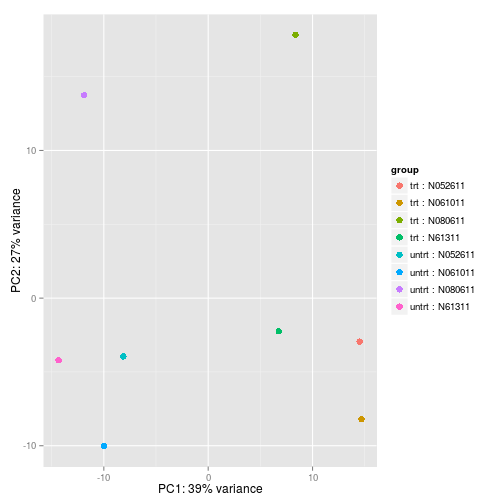 10
0
-10
PC2: 27% variance
-10
0
10
PC1: 39% variance
group
trt : N052611
trt : N061011
trt : N080611
trt : N61311
untrt : N052611
untrt : N061011
untrt : N080611
untrt : N61311